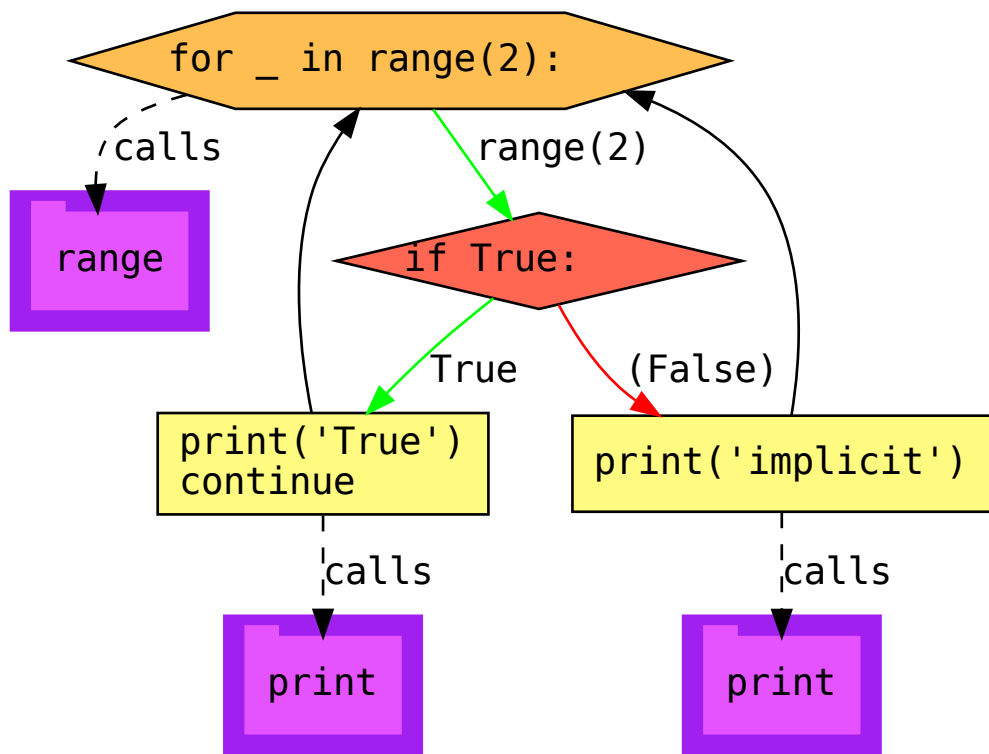 for _ in range(2):
calls
range(2)
range
if True:
True
(False)
print('True')
continue
print('implicit')
calls
calls
print
print